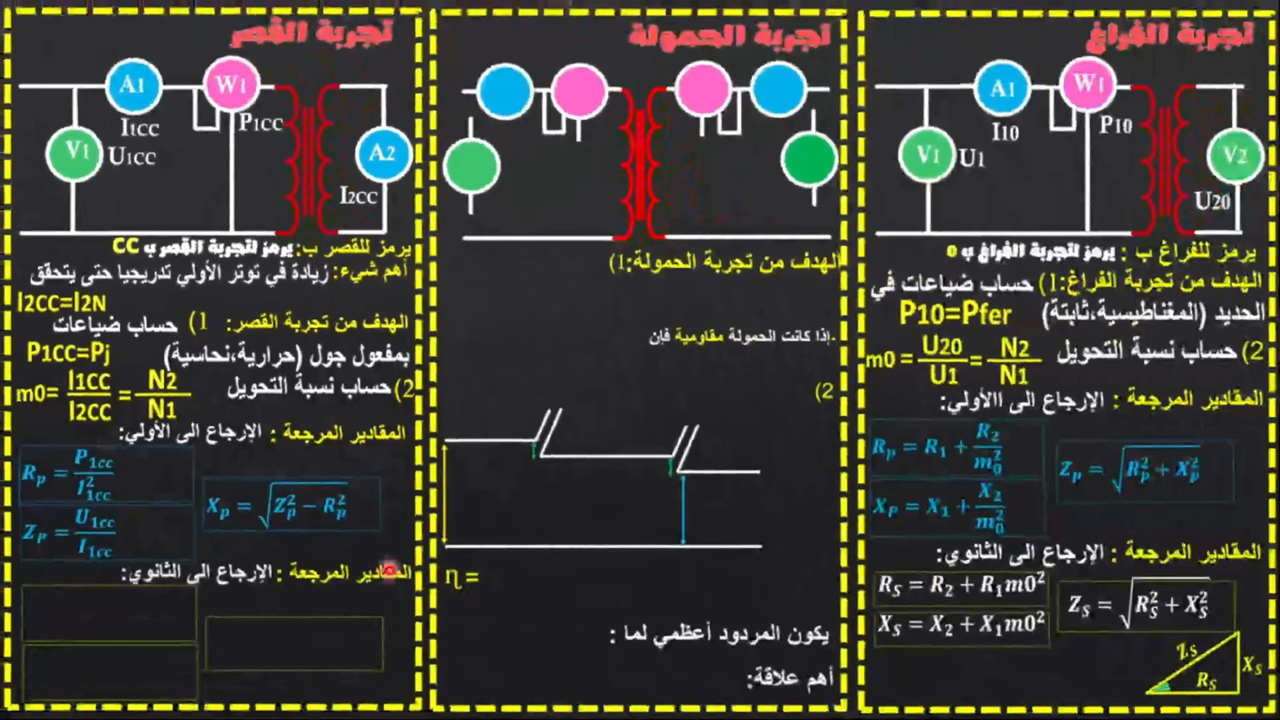 تجربة الفراغ
A1
W1
I10
P10
V1
U1
V2
U20
يرمز للفراغ ب : يرمز لتجربة الفراغ ب o
الهدف من تجربة الفراغ:1) حساب ضياعات في
الحديد (المغناطيسية،ثابتة) P10=Pfer
2) حساب نسبة التحويل m0 = U20/U1 = N2/N1
المقادير المرجعة : الإرجاع الى االأولي:
Rp = R1 + R2/m0²
Zp = √(Rp² + Xp²)
XP = X1 + X2/m0²
المقادير المرجعة : الإرجاع الى الثانوي:
RS = R2 + R1m0²
ZS = √(RS² + XS²)
XS = X2 + X1m0²
Zs
XS
RS
تجربة الحمولة
الهدف من تجربة الحمولة:1)
-إذا كانت الحمولة مقاومية فإن
2)
η=
يكون المردود أعظمي لما :
أهم علاقة:
تجربة القصر
A1
W1
I1CC
P1CC
V1
U1CC
A2
I2CC
يرمز للقصر ب: يرمز لتجربة القصر ب CC
أهم شيء: زيادة في توتر الأولي تدريجيا حتى يتحقق
I2CC=I2N
الهدف من تجربة القصر: 1) حساب ضياعات
بمفعول جول (حرارية،نحاسية) P1CC=Pj
2)حساب نسبة التحويل m0= I1CC/I2CC = N2/N1
المقادير المرجعة : الإرجاع الى الأولي:
Rp = P1cc/I1cc²
Xp = √(Zp² − Rp²)
Zp = U1cc/I1cc
المقادير المرجعة : الإرجاع الى الثانوي: